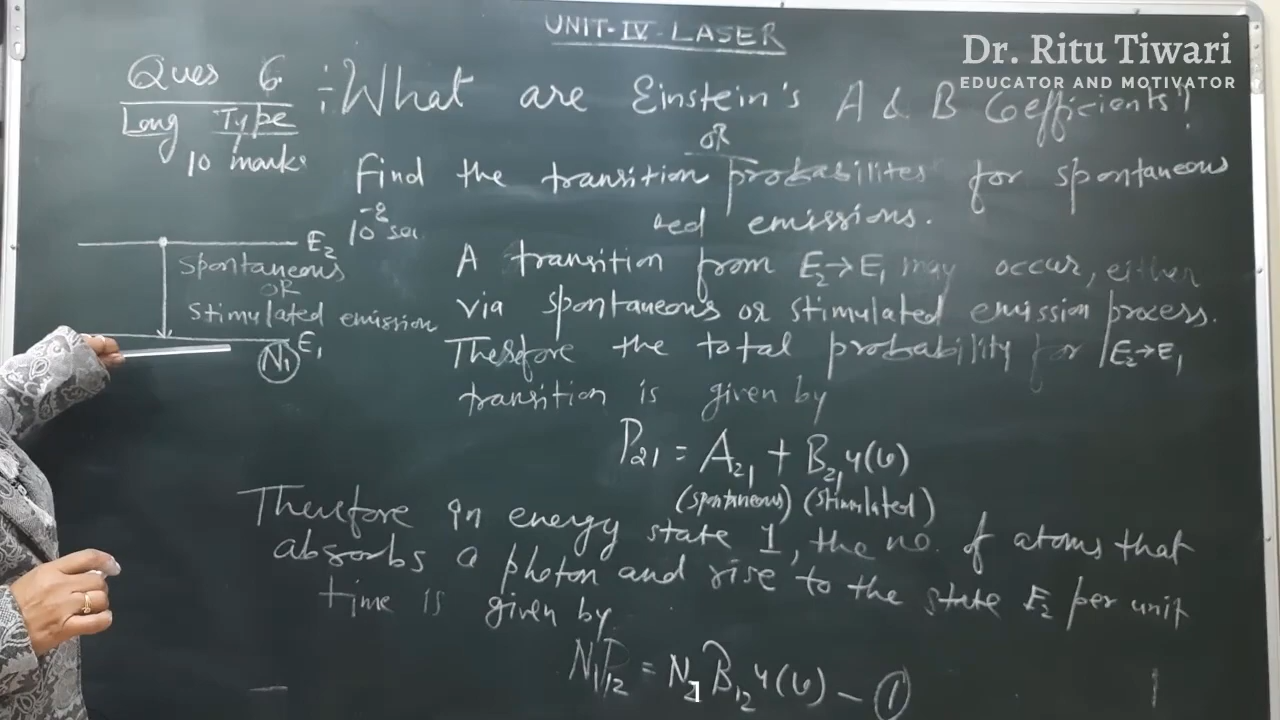 UNIT-IV-LASER
Dr. Ritu Tiwari
EDUCATOR AND MOTIVATOR
Ques 6 :- What are Einstein's A & B Coefficients?
Long Type
10 marks
OR
Find the transition probabilites for spontaneous
emissions.
10⁻⁸ sec
E₂
Spontaneous
OR
Stimulated emission
E₁
N₁
A transition from E₂→E₁ may occur, either
via spontaneous or stimulated emission process.
Therefore the total probability for E₂→E₁
transition is given by
P₂₁ = A₂₁ + B₂₁ u(ν)
(spontaneous) (stimulated)
Therefore in energy state 1, the no. of atoms that
absorbs a photon and rise to the state E₂ per unit
time is given by
N₁P₁₂ = N₁ B₁₂ u(ν) – ①